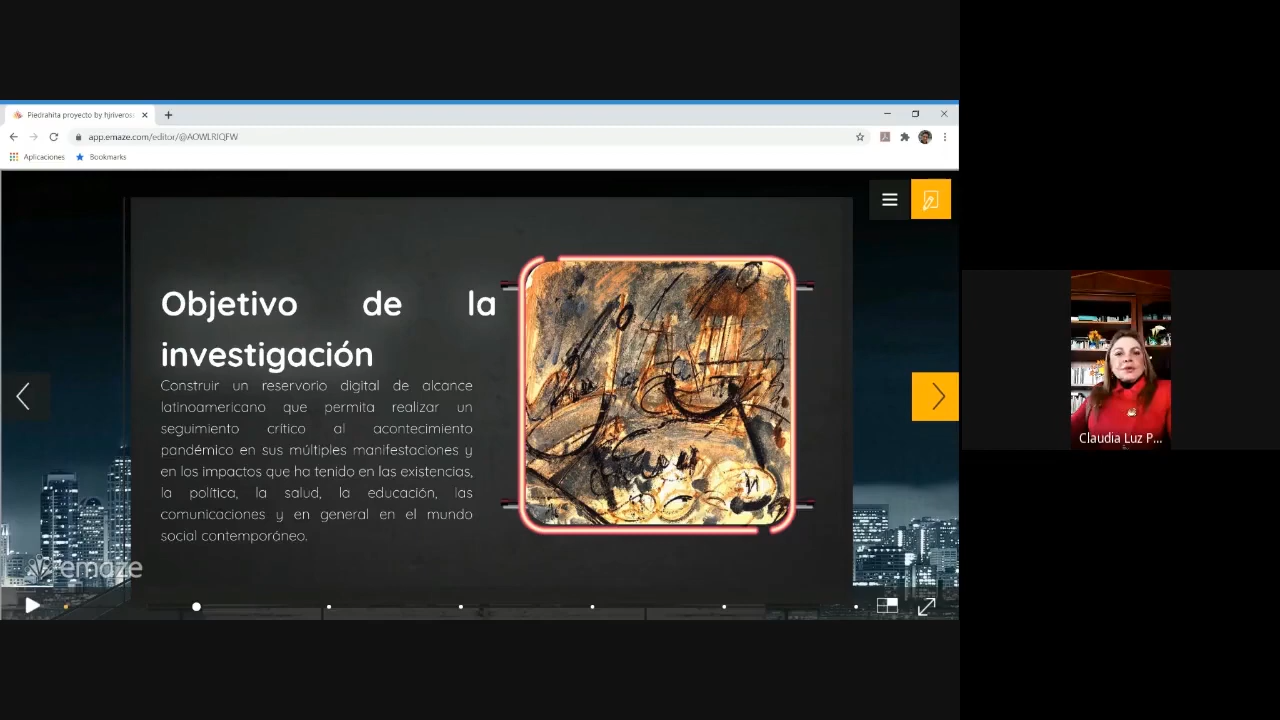 Piedrahita proyecto by hjriveros
app.emaze.com/editor/@AOWLRIQFW
Aplicaciones
Bookmarks
Objetivo de la
investigación
Construir un reservorio digital de alcance
latinoamericano que permita realizar un
seguimiento crítico al acontecimiento
pandémico en sus múltiples manifestaciones y
en los impactos que ha tenido en las existencias,
la política, la salud, la educación, las
comunicaciones y en general en el mundo
social contemporáneo.
emaze
Claudia Luz P...